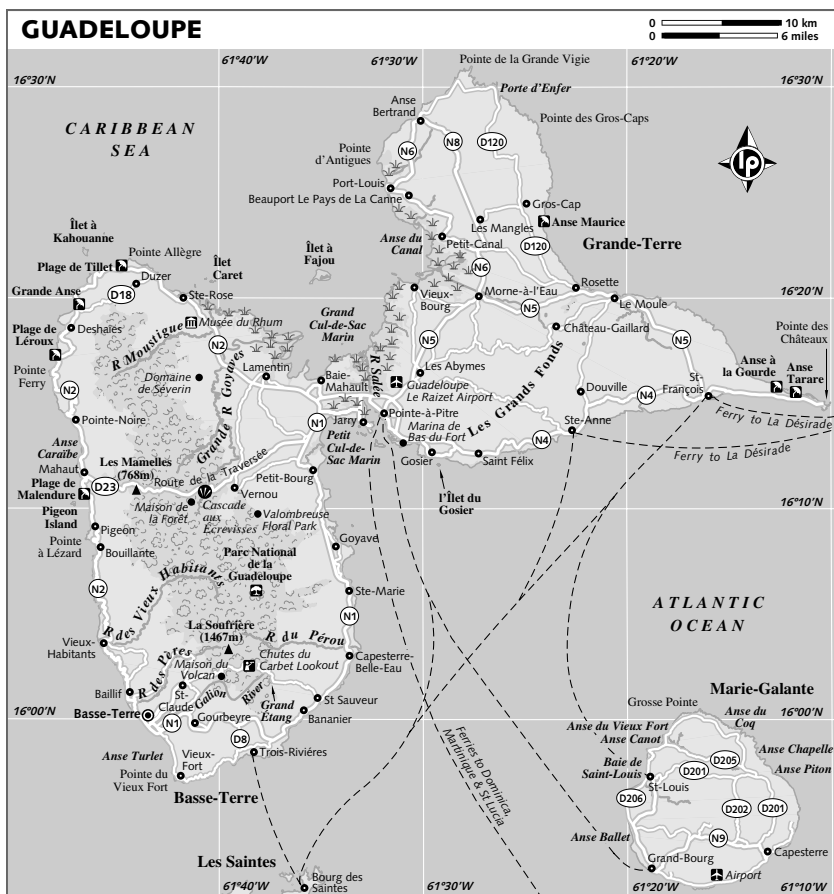 GUADELOUPE
0 10 km
0 6 miles
61°40'W
61°30'W
61°20'W
16°30'N
16°30'N
Pointe de la Grande Vigie
Porte d'Enfer
CARIBBEAN
SEA
Anse
Bertrand
Pointe des Gros-Caps
N8
D120
N6
Pointe
d'Antigues
lp
Port-Louis
Beauport Le Pays de La Canne
Gros-Cap
Les Mangles
Anse Maurice
Îlet à
Kahouanne
Pointe Allègre
Îlet à
Fajou
Anse du
Canal
Petit-Canal
D120
Grande-Terre
Plage de Tillet
Duzer
Îlet
Caret
N6
Rosette
Grande Anse
D18
Ste-Rose
Vieux-
Bourg
Morne-à-l'Eau
Le Moule
16°20'N
16°20'N
Grand
Cul-de-Sac
Marin
N5
Musée du Rhum
Deshaies
Plage de
Léroux
R Moustique
N2
R Salée
N5
Château-Gaillard
N5
Pointe des
Châteaux
Pointe
Ferry
Domaine
de Séverin
Grande R Goyaves
Lamentin
Baie-
Mahault
Les Abymes
Guadeloupe
Le Raizet Airport
Les Grands Fonds
Douville
St-
François
Anse à
la Gourde
Anse
Tarare
N2
N4
Pointe-Noire
N1
Jarry
Pointe-à-Pitre
Marina de
Bas du Fort
Ste-Anne
Ferry to La Désirade
Anse
Caraïbe
Petit
Cul-de-
Sac Marin
N4
Gosier
Saint Félix
Ferry to La Désirade
Mahaut
Les Mamelles
(768m)
Route de la Traversée
Petit-Bourg
l'Îlet du
Gosier
Plage de
Malendure
D23
Vernou
Maison de
la Forêt
Cascade
aux
Ecrevisses
Valombreuse
Floral Park
16°10'N
16°10'N
Pigeon
Island
Pigeon
Pointe
à Lézard
Bouillante
Goyave
Parc National
de la
Guadeloupe
N2
R des Vieux Habitants
Ste-Marie
N1
ATLANTIC
OCEAN
La Soufrière
(1467m)
R du Pérou
Vieux-
Habitants
R des Pères
Maison du
Volcan
Chutes du
Carbet Lookout
Capesterre-
Belle-Eau
Baillif
St-
Claude
Galion
River
Grand
Étang
St Sauveur
Bananier
Marie-Galante
Basse-Terre
N1
Gourbeyre
16°00'N
16°00'N
Grosse Pointe
Anse du
Coq
Anse du Vieux Fort
Anse Canot
Anse Turlet
Vieux-
Fort
D8
Trois-Riviéres
Anse Chapelle
Anse Piton
Pointe du
Vieux Fort
Basse-Terre
Baie de
Saint-Louis
St-Louis
D205
D201
D206
D202
D201
Ferries to Dominica,
Martinique & St Lucia
Anse Ballet
N9
Capesterre
Grand-Bourg
Airport
Les Saintes
Bourg des
Saintes
61°40'W
61°30'W
61°20'W
16°10'N
61°10'W